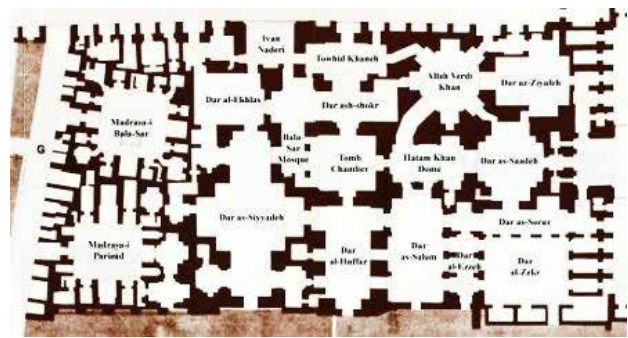 Ivan
Naderi
Towhid Khaneh
Allah Verdi
Khan
Dar az-Ziyafeh
Dar al-Ekhlas
Dar ash-shokr
Madrasa-i
Bala-Sar
Bala
Sar
Mosque
Tomb
Chamber
Hatam Khan
Dome
Dar as-Saadeh
G
Dar as-Siyyadeh
Dar as-Serur
Madrasa-i
Parizad
Dar
al-Huffaz
Dar
as-Salam
Dar
al-Ezzeh
Dar
al-Zekr